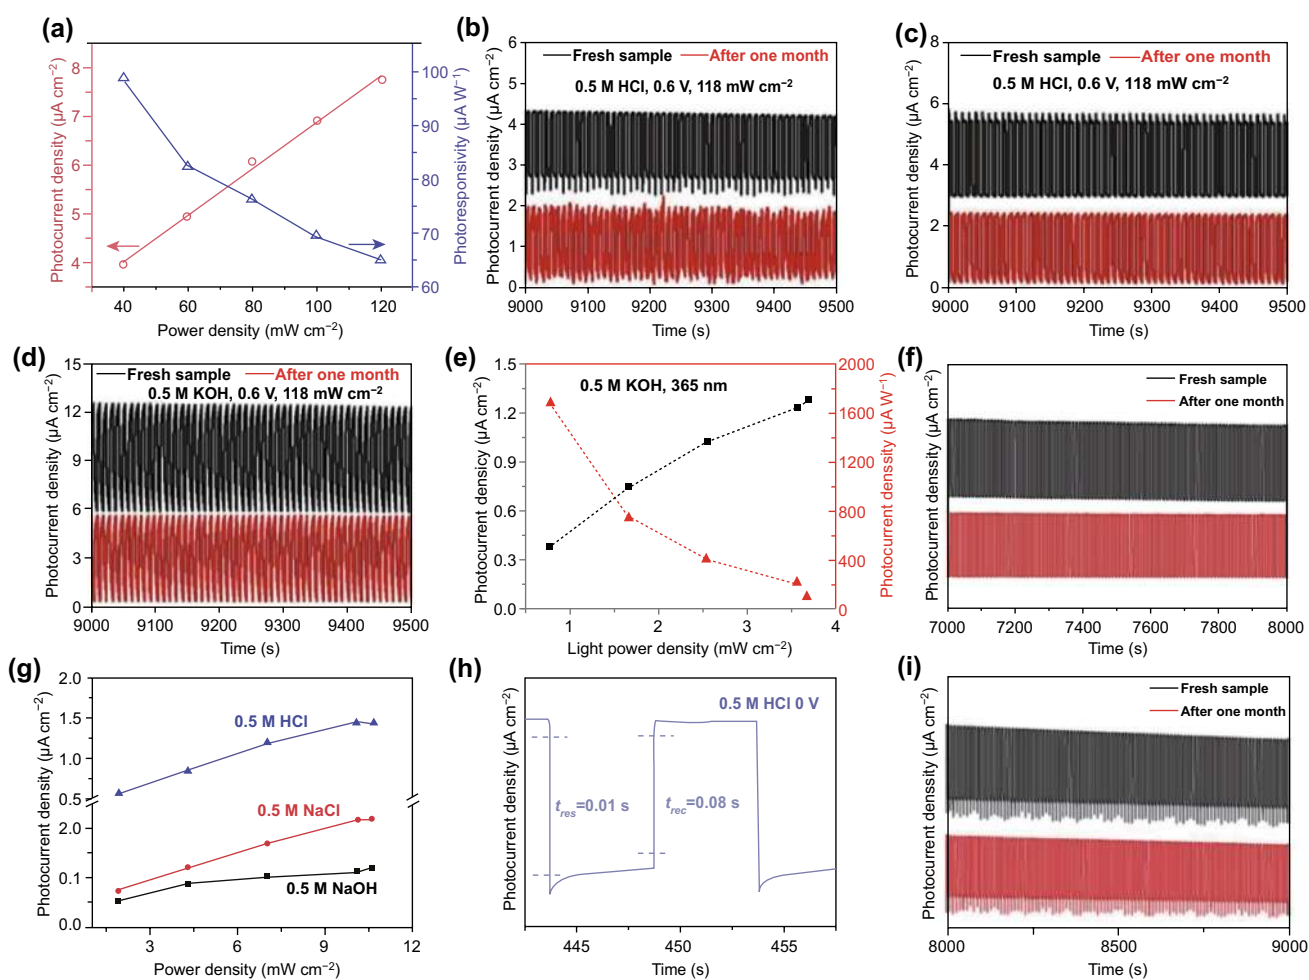 (a)
Photocurrent density (µA cm⁻²)
8
7
6
5
4
100
90
80
70
60
Photoresponsivity (µA W⁻¹)
40 60 80 100 120
Power density (mW cm⁻²)
(b)
Photocurrent density (µA cm⁻²)
6
5
4
3
2
1
0
Fresh sample After one month
0.5 M HCl, 0.6 V, 118 mW cm⁻²
9000 9100 9200 9300 9400 9500
Time (s)
(c)
Photocurrent density (µA cm⁻²)
8
6
4
2
0
Fresh sample After one month
0.5 M HCl, 0.6 V, 118 mW cm⁻²
9000 9100 9200 9300 9400 9500
Time (s)
(d)
Photocurrent density (µA cm⁻²)
15
12
9
6
3
0
Fresh sample After one month
0.5 M KOH, 0.6 V, 118 mW cm⁻²
9000 9100 9200 9300 9400 9500
Time (s)
(e)
Photocurrent densicy (µA cm⁻²)
1.5
1.2
0.9
0.6
0.3
0.0
0.5 M KOH, 365 nm
2000
1600
1200
800
400
0
Photocurrent denssity (µA W⁻¹)
1 2 3 4
Light power density (mW cm⁻²)
(f)
Photocurrent denssity (µA cm⁻²)
Fresh sample
After one month
7000 7200 7400 7600 7800 8000
Time (s)
(g)
Photocurrent denssity (µA cm⁻²)
2.0
1.5
1.0
0.5
2.0
0.1
0.0
0.5 M HCl
0.5 M NaCl
0.5 M NaOH
3 6 9 12
Power density (mW cm⁻²)
(h)
Photocurrent denssity (µA cm⁻²)
0.5 M HCl 0 V
tres=0.01 s
trec=0.08 s
445 450 455
Time (s)
(i)
Photocurrent denssity (µA cm⁻²)
Fresh sample
After one month
8000 8500 9000
Time (s)